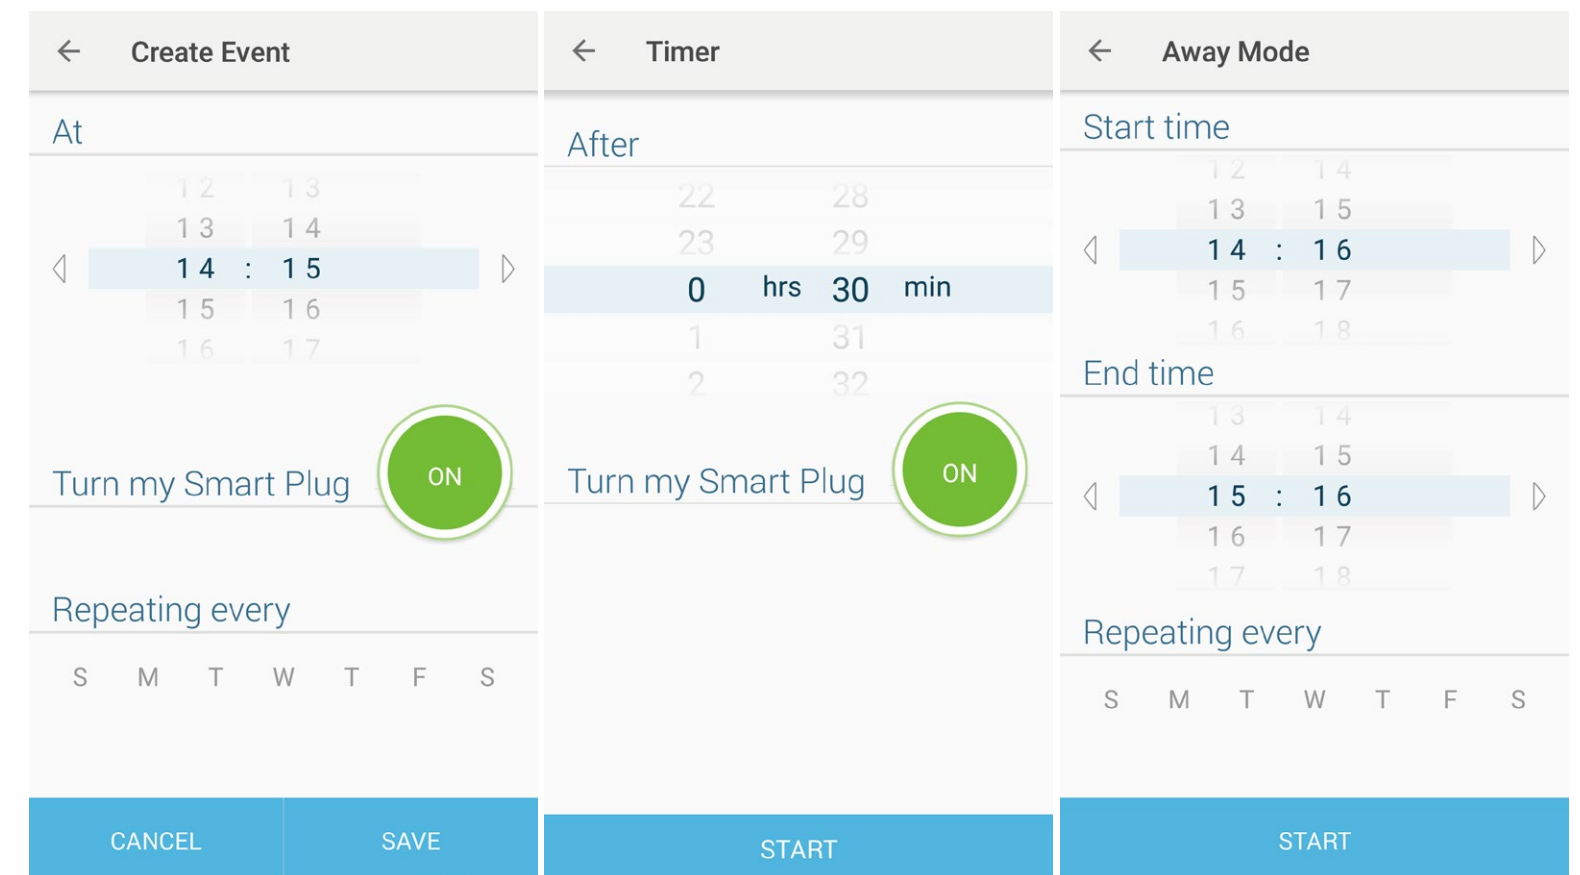 Create Event
At
12 13
13 14
14 : 15
15 16
16 17
Turn my Smart Plug ON
Repeating every
S M T W T F S
CANCEL SAVE
Timer
After
22 28
23 29
0 hrs 30 min
1 31
2 32
Turn my Smart Plug ON
START
Away Mode
Start time
12 14
13 15
14 : 16
15 17
16 18
End time
13 14
14 15
15 : 16
16 17
17 18
Repeating every
S M T W T F S
START